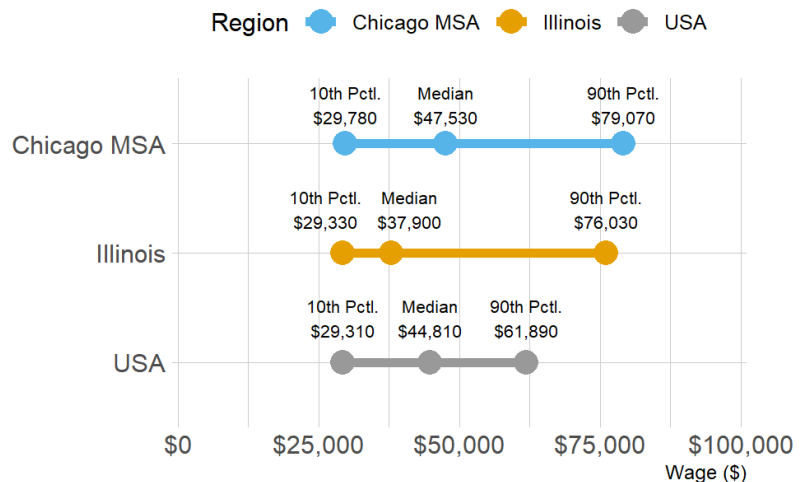 Region Chicago MSA Illinois USA
10th Pctl. Median 90th Pctl.
$29,780 $47,530 $79,070
Chicago MSA
10th Pctl. Median 90th Pctl.
$29,330 $37,900 $76,030
Illinois
10th Pctl. Median 90th Pctl.
$29,310 $44,810 $61,890
USA
$0 $25,000 $50,000 $75,000 $100,000
Wage ($)